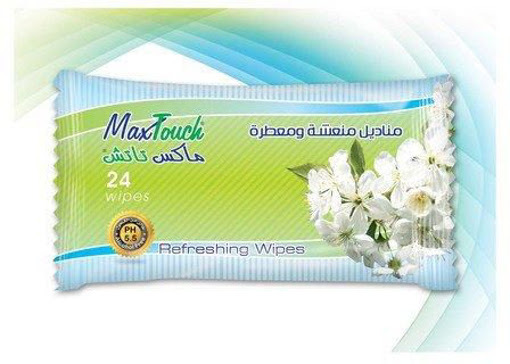 MaxTouch
ماكس تاتش
مناديل منعشة ومعطرة
24
wipes
PH
5.5
Refreshing Wipes